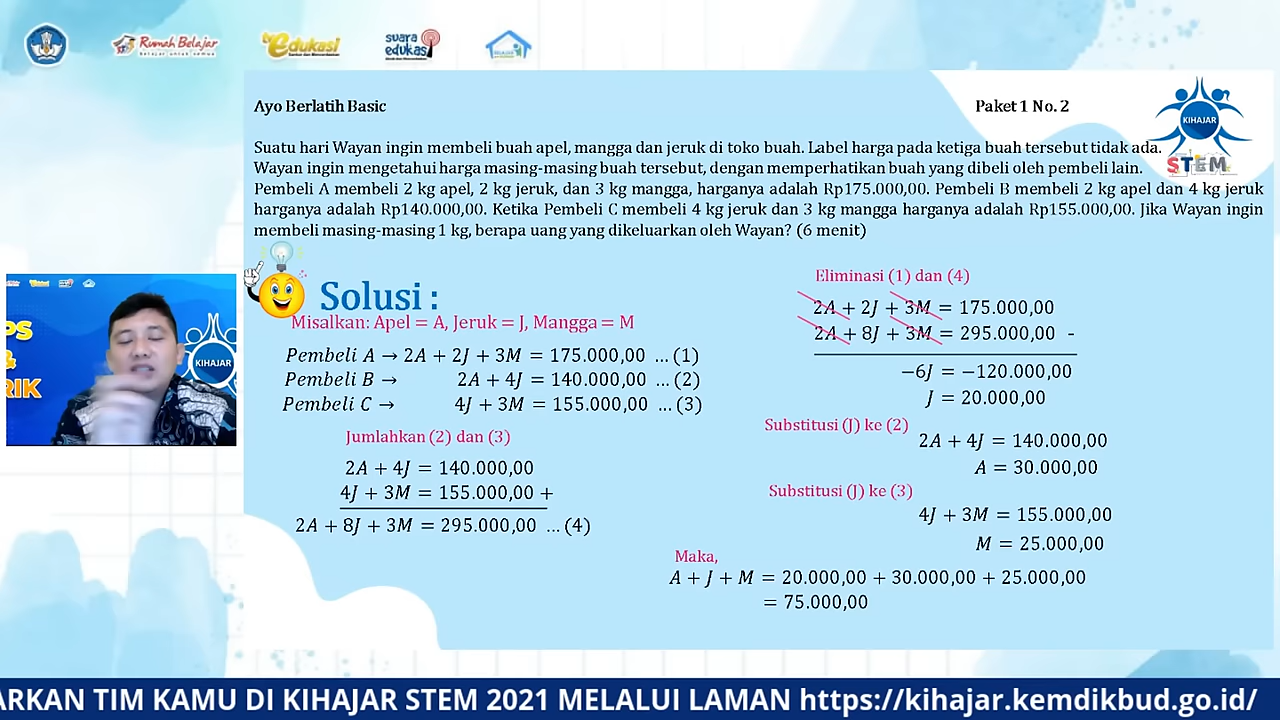 Rumah Belajar
Belajar untuk semua
tv edukasi
suara
edukasi
Ayo Berlatih Basic
Paket 1 No. 2
KIHAJAR
STEM
Suatu hari Wayan ingin membeli buah apel, mangga dan jeruk di toko buah. Label harga pada ketiga buah tersebut tidak ada.
Wayan ingin mengetahui harga masing-masing buah tersebut, dengan memperhatikan buah yang dibeli oleh pembeli lain.
Pembeli A membeli 2 kg apel, 2 kg jeruk, dan 3 kg mangga, harganya adalah Rp175.000,00. Pembeli B membeli 2 kg apel dan 4 kg jeruk
harganya adalah Rp140.000,00. Ketika Pembeli C membeli 4 kg jeruk dan 3 kg mangga harganya adalah Rp155.000,00. Jika Wayan ingin
membeli masing-masing 1 kg, berapa uang yang dikeluarkan oleh Wayan? (6 menit)
Solusi :
Misalkan: Apel = A, Jeruk = J, Mangga = M
Pembeli A → 2A + 2J + 3M = 175.000,00 … (1)
Pembeli B → 2A + 4J = 140.000,00 … (2)
Pembeli C → 4J + 3M = 155.000,00 … (3)
Jumlahkan (2) dan (3)
2A + 4J = 140.000,00
4J + 3M = 155.000,00 +
2A + 8J + 3M = 295.000,00 … (4)
Eliminasi (1) dan (4)
2A + 2J + 3M = 175.000,00
2A + 8J + 3M = 295.000,00 -
−6J = −120.000,00
J = 20.000,00
Substitusi (J) ke (2)
2A + 4J = 140.000,00
A = 30.000,00
Substitusi (J) ke (3)
4J + 3M = 155.000,00
M = 25.000,00
Maka,
A + J + M = 20.000,00 + 30.000,00 + 25.000,00
= 75.000,00
PS
&
RIK
KIHAJAR
ARKAN TIM KAMU DI KIHAJAR STEM 2021 MELALUI LAMAN https://kihajar.kemdikbud.go.id/